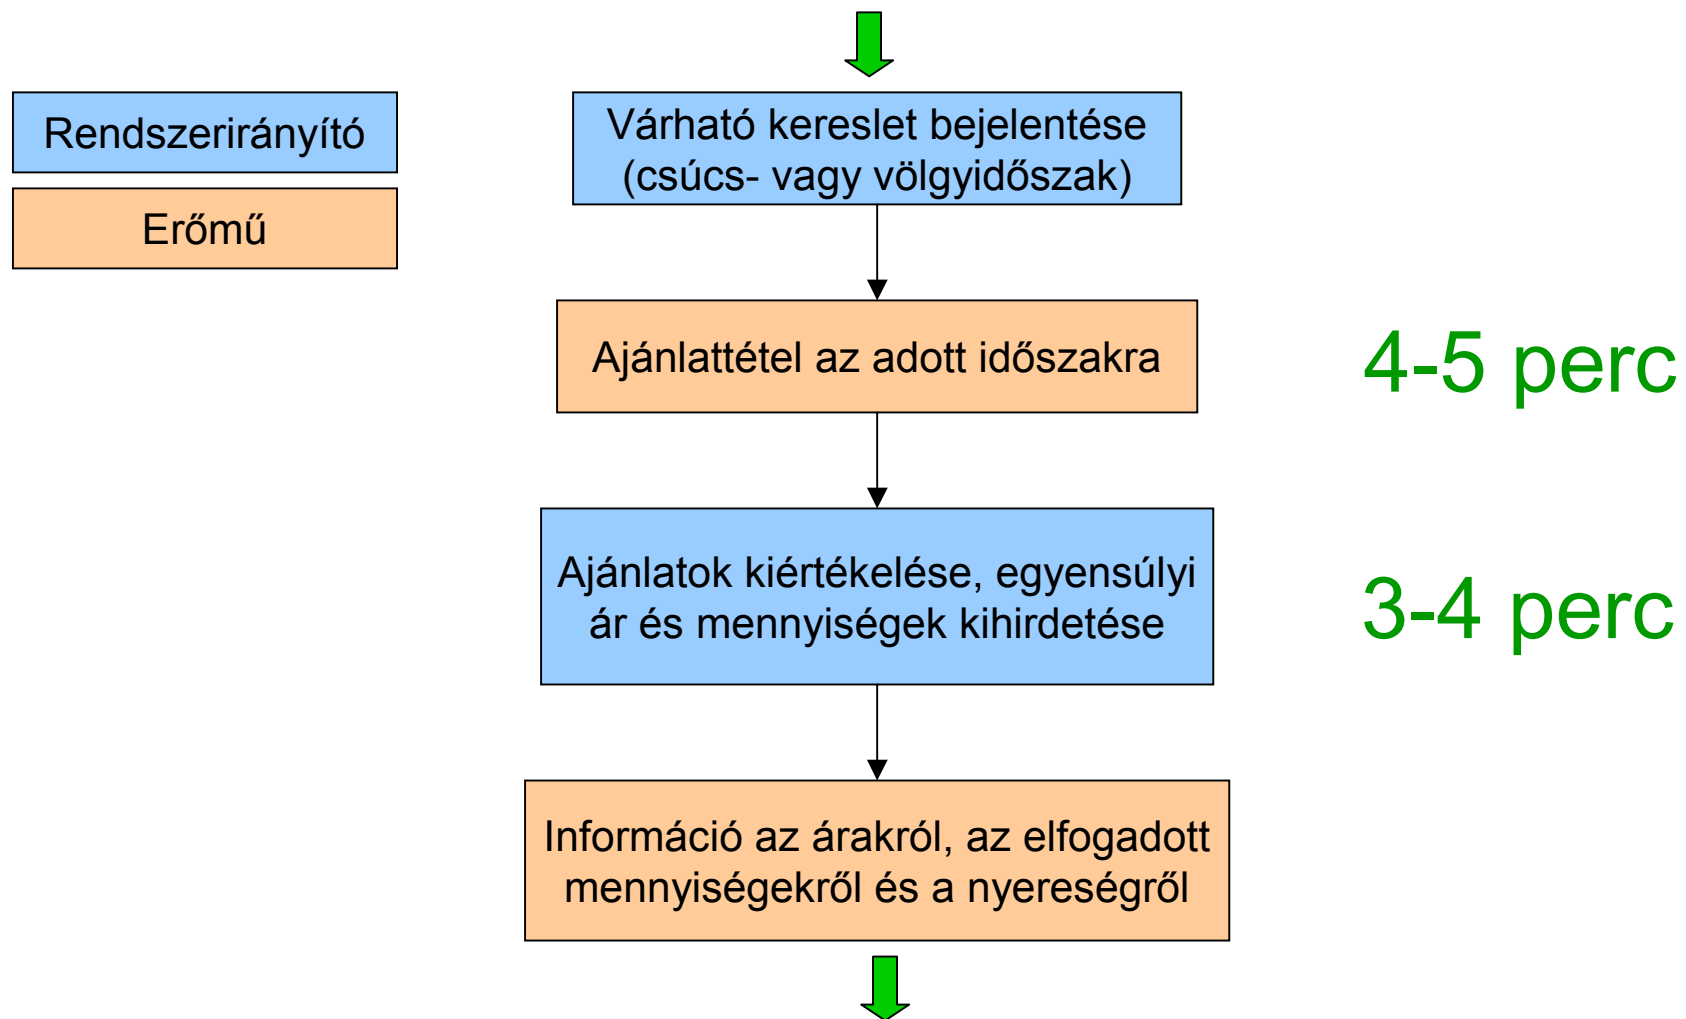 Rendszerirányító
Erőmű
Várható kereslet bejelentése
(csúcs- vagy völgyidőszak)
Ajánlattétel az adott időszakra
4-5 perc
Ajánlatok kiértékelése, egyensúlyi
ár és mennyiségek kihirdetése
3-4 perc
Információ az árakról, az elfogadott
mennyiségekről és a nyereségről